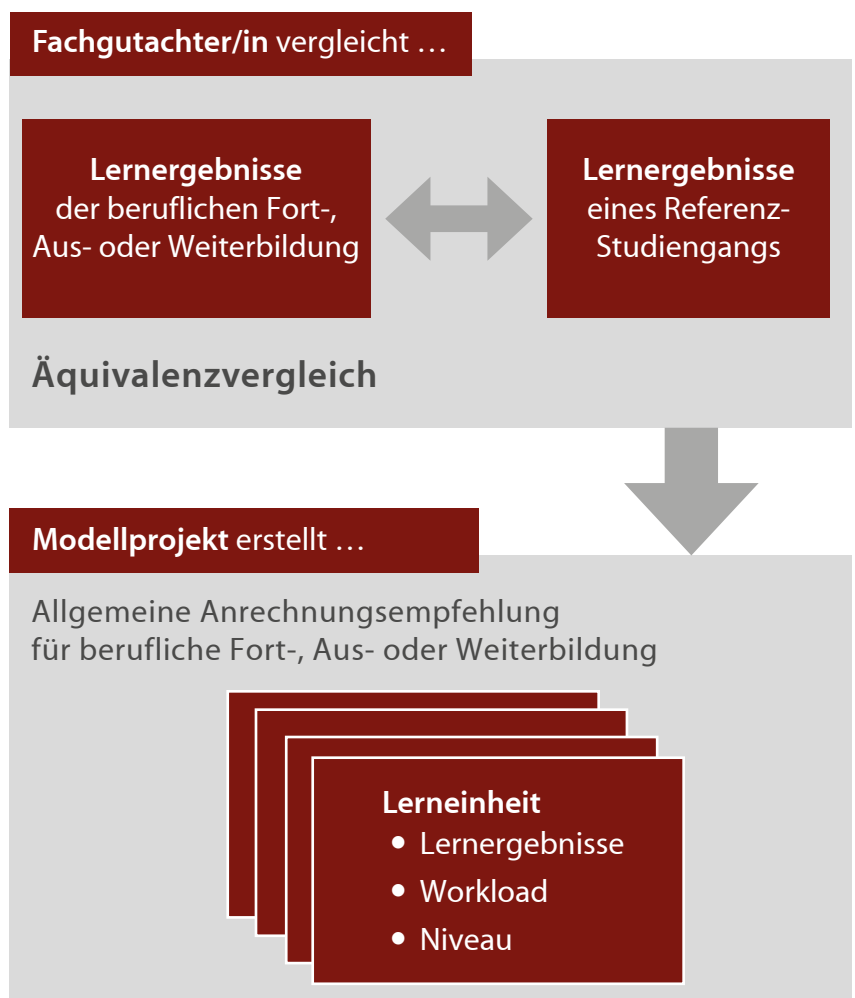 Fachgutachter/in vergleicht …
Lernergebnisse
der beruflichen Fort-,
Aus- oder Weiterbildung
Lernergebnisse
eines Referenz-
Studiengangs
Äquivalenzvergleich
Modellprojekt erstellt …
Allgemeine Anrechnungsempfehlung
für berufliche Fort-, Aus- oder Weiterbildung
Lerneinheit
• Lernergebnisse
• Workload
• Niveau